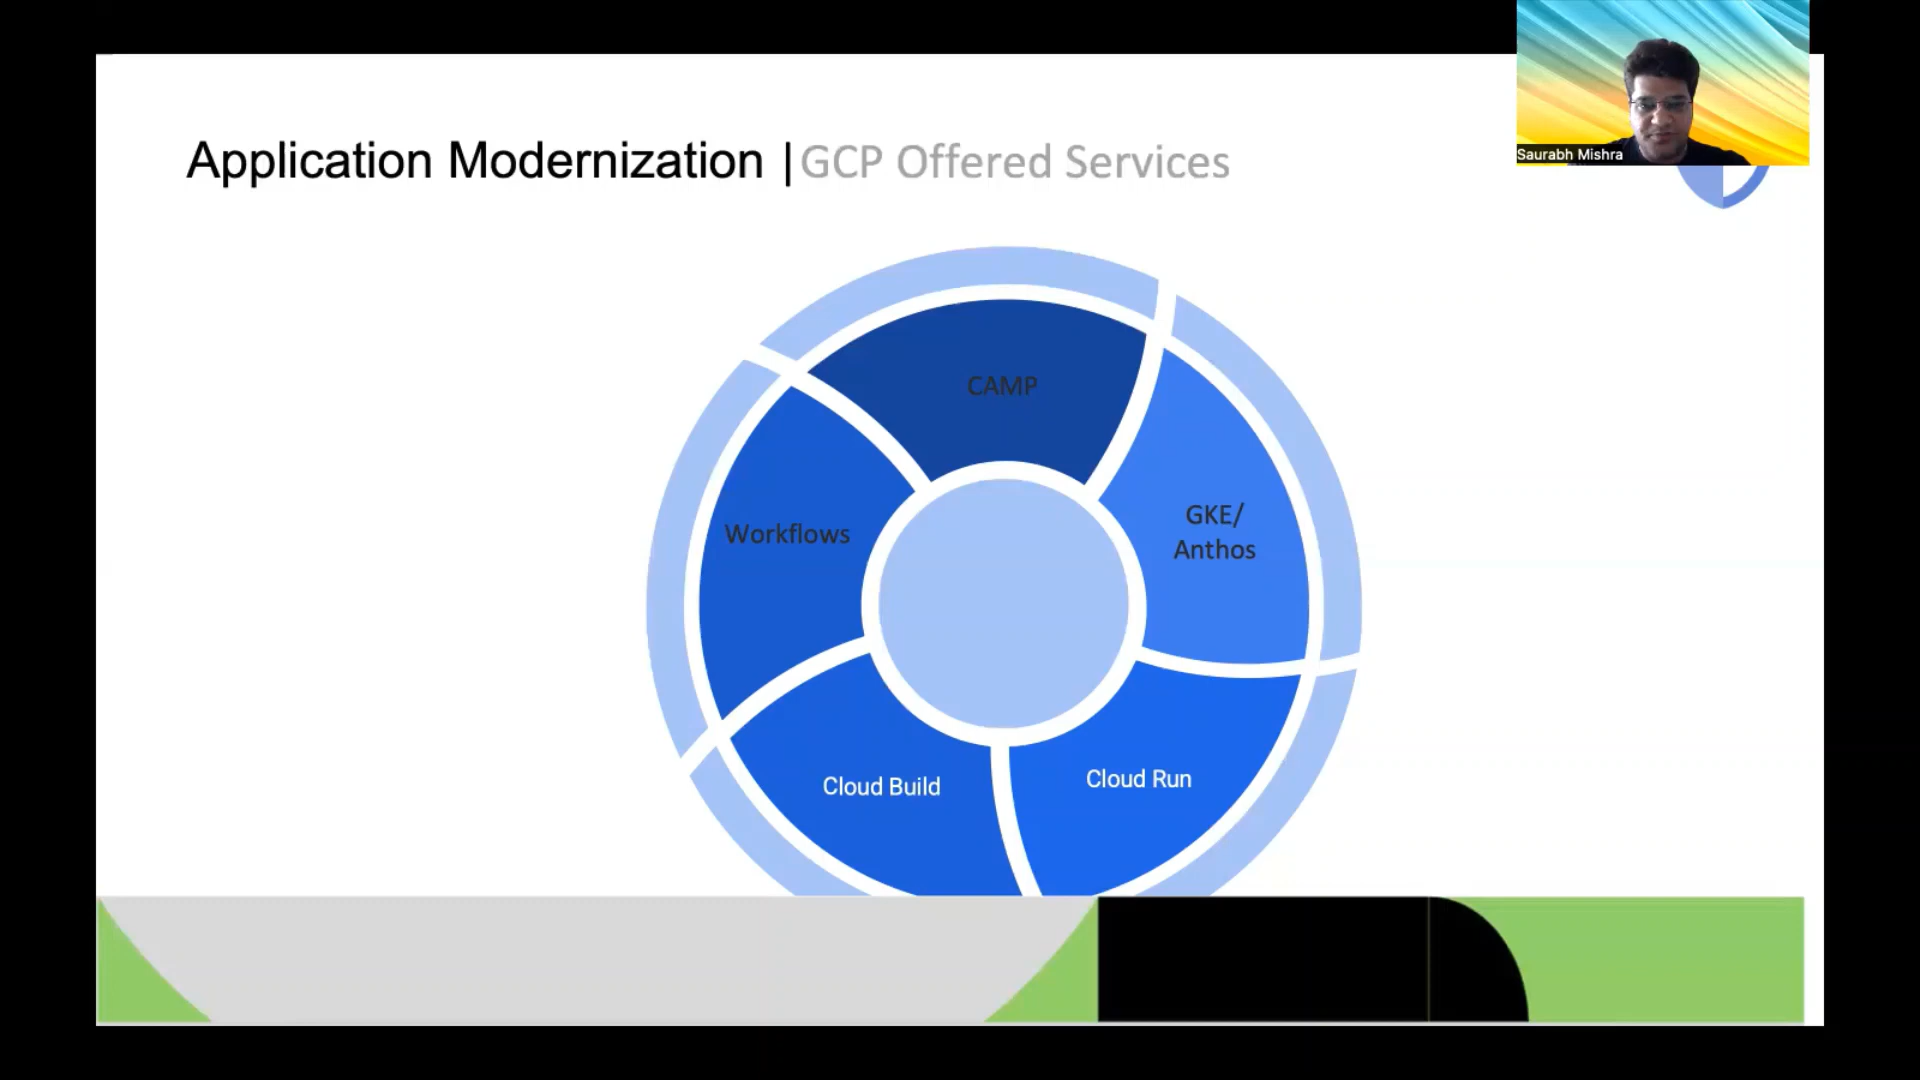 Saurabh Mishra
Application Modernization |GCP Offered Services
CAMP
GKE/
Anthos
Workflows
Cloud Run
Cloud Build